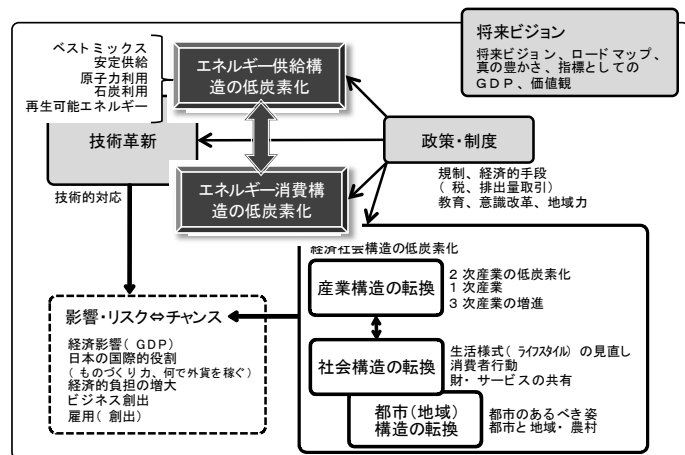 将来ビジョン
将来ビジョン、ロードマップ、
真の豊かさ、指標としての
GDP、価値観
ベストミックス
安定供給
原子力利用
石炭利用
再生可能エネルギー
エネルギー供給構
造の低炭素化
技術革新
政策・制度
エネルギー消費構
造の低炭素化
技術的対応
規制、経済的手段
(税、排出量取引)
教育、意識改革、地域力
経済社会構造の低炭素化
産業構造の転換
2次産業の低炭素化
1次産業
3次産業の増進
影響・リスク⇔チャンス
経済影響(GDP)
日本の国際的役割
(ものづくり力、何で外貨を稼ぐ)
経済的負担の増大
ビジネス創出
雇用(創出)
社会構造の転換
生活様式(ライフスタイル)の見直し
消費者行動
財・サービスの共有
都市(地域)
構造の転換
都市のあるべき姿
都市と地域・農村